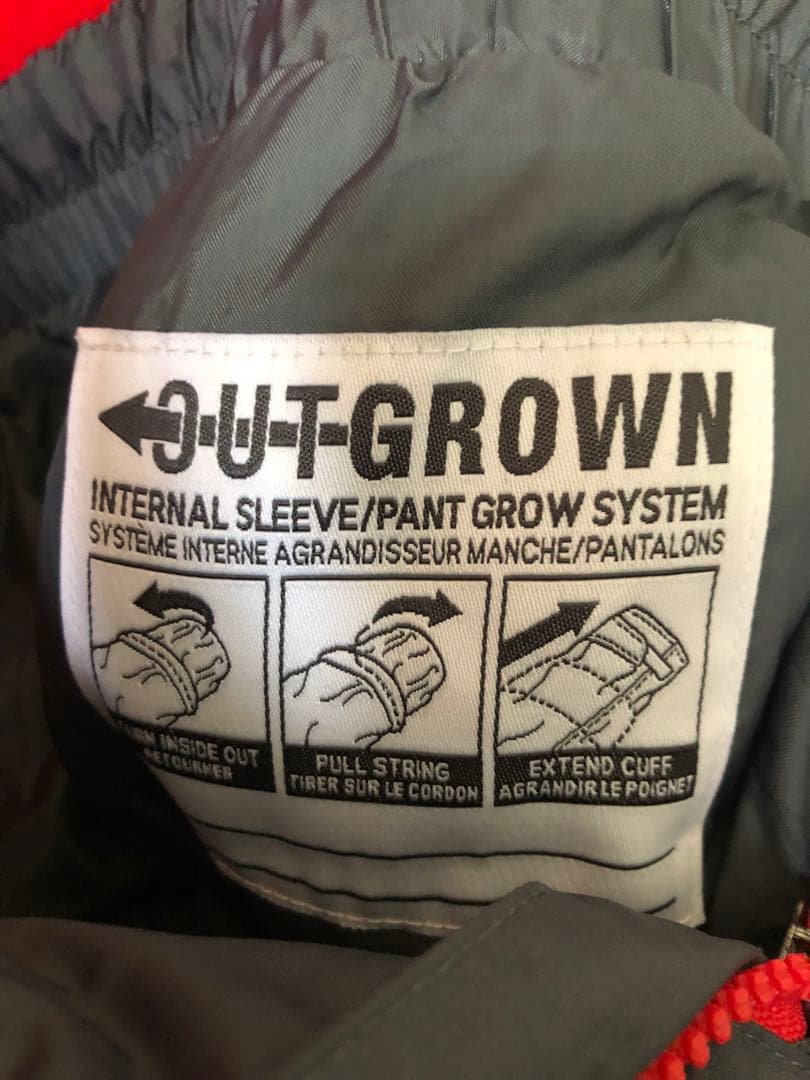 OUTGROWN
INTERNAL SLEEVE/PANT GROW SYSTEM
SYSTÈME INTERNE AGRANDISSEUR MANCHE/PANTALONS
INSIDE OUT
RETOURNER
PULL STRING
TIRER SUR LE CORDON
EXTEND CUFF
AGRANDIR LE POIGNET